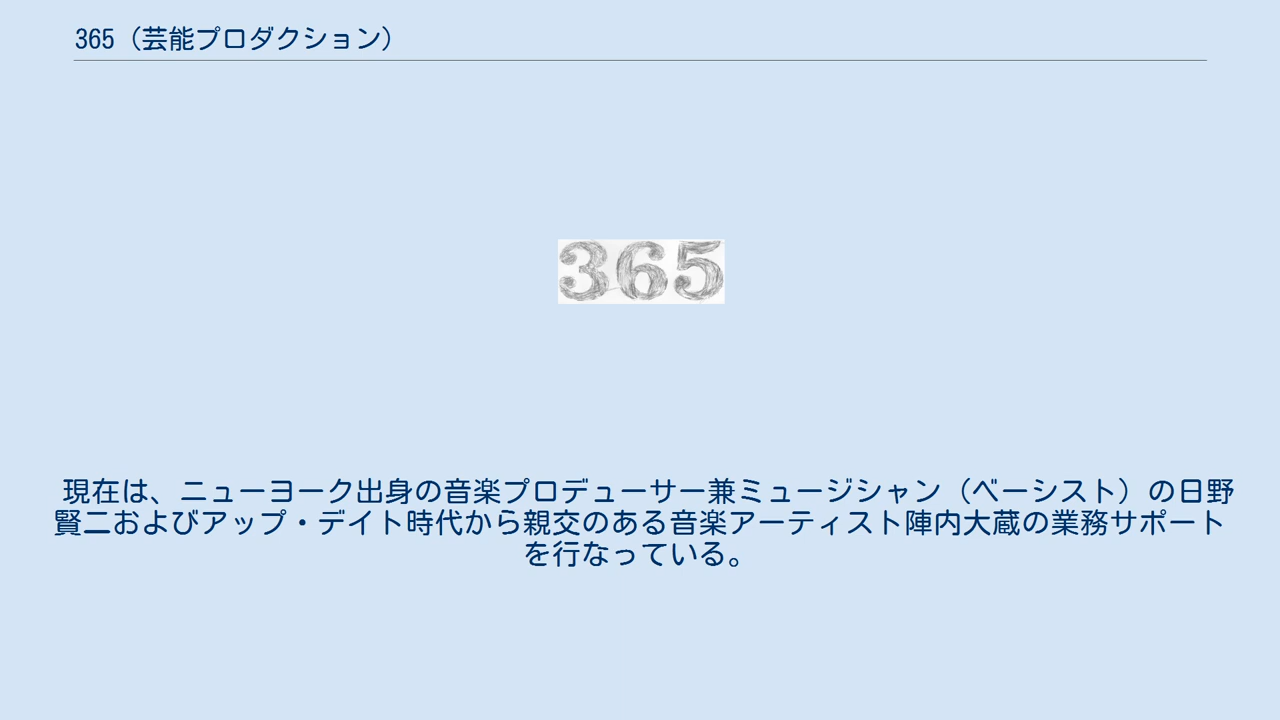 365（芸能プロダクション）
365
現在は、ニューヨーク出身の音楽プロデューサー兼ミュージシャン（ベーシスト）の日野
賢二およびアップ・デイト時代から親交のある音楽アーティスト陣内大蔵の業務サポート
を行なっている。